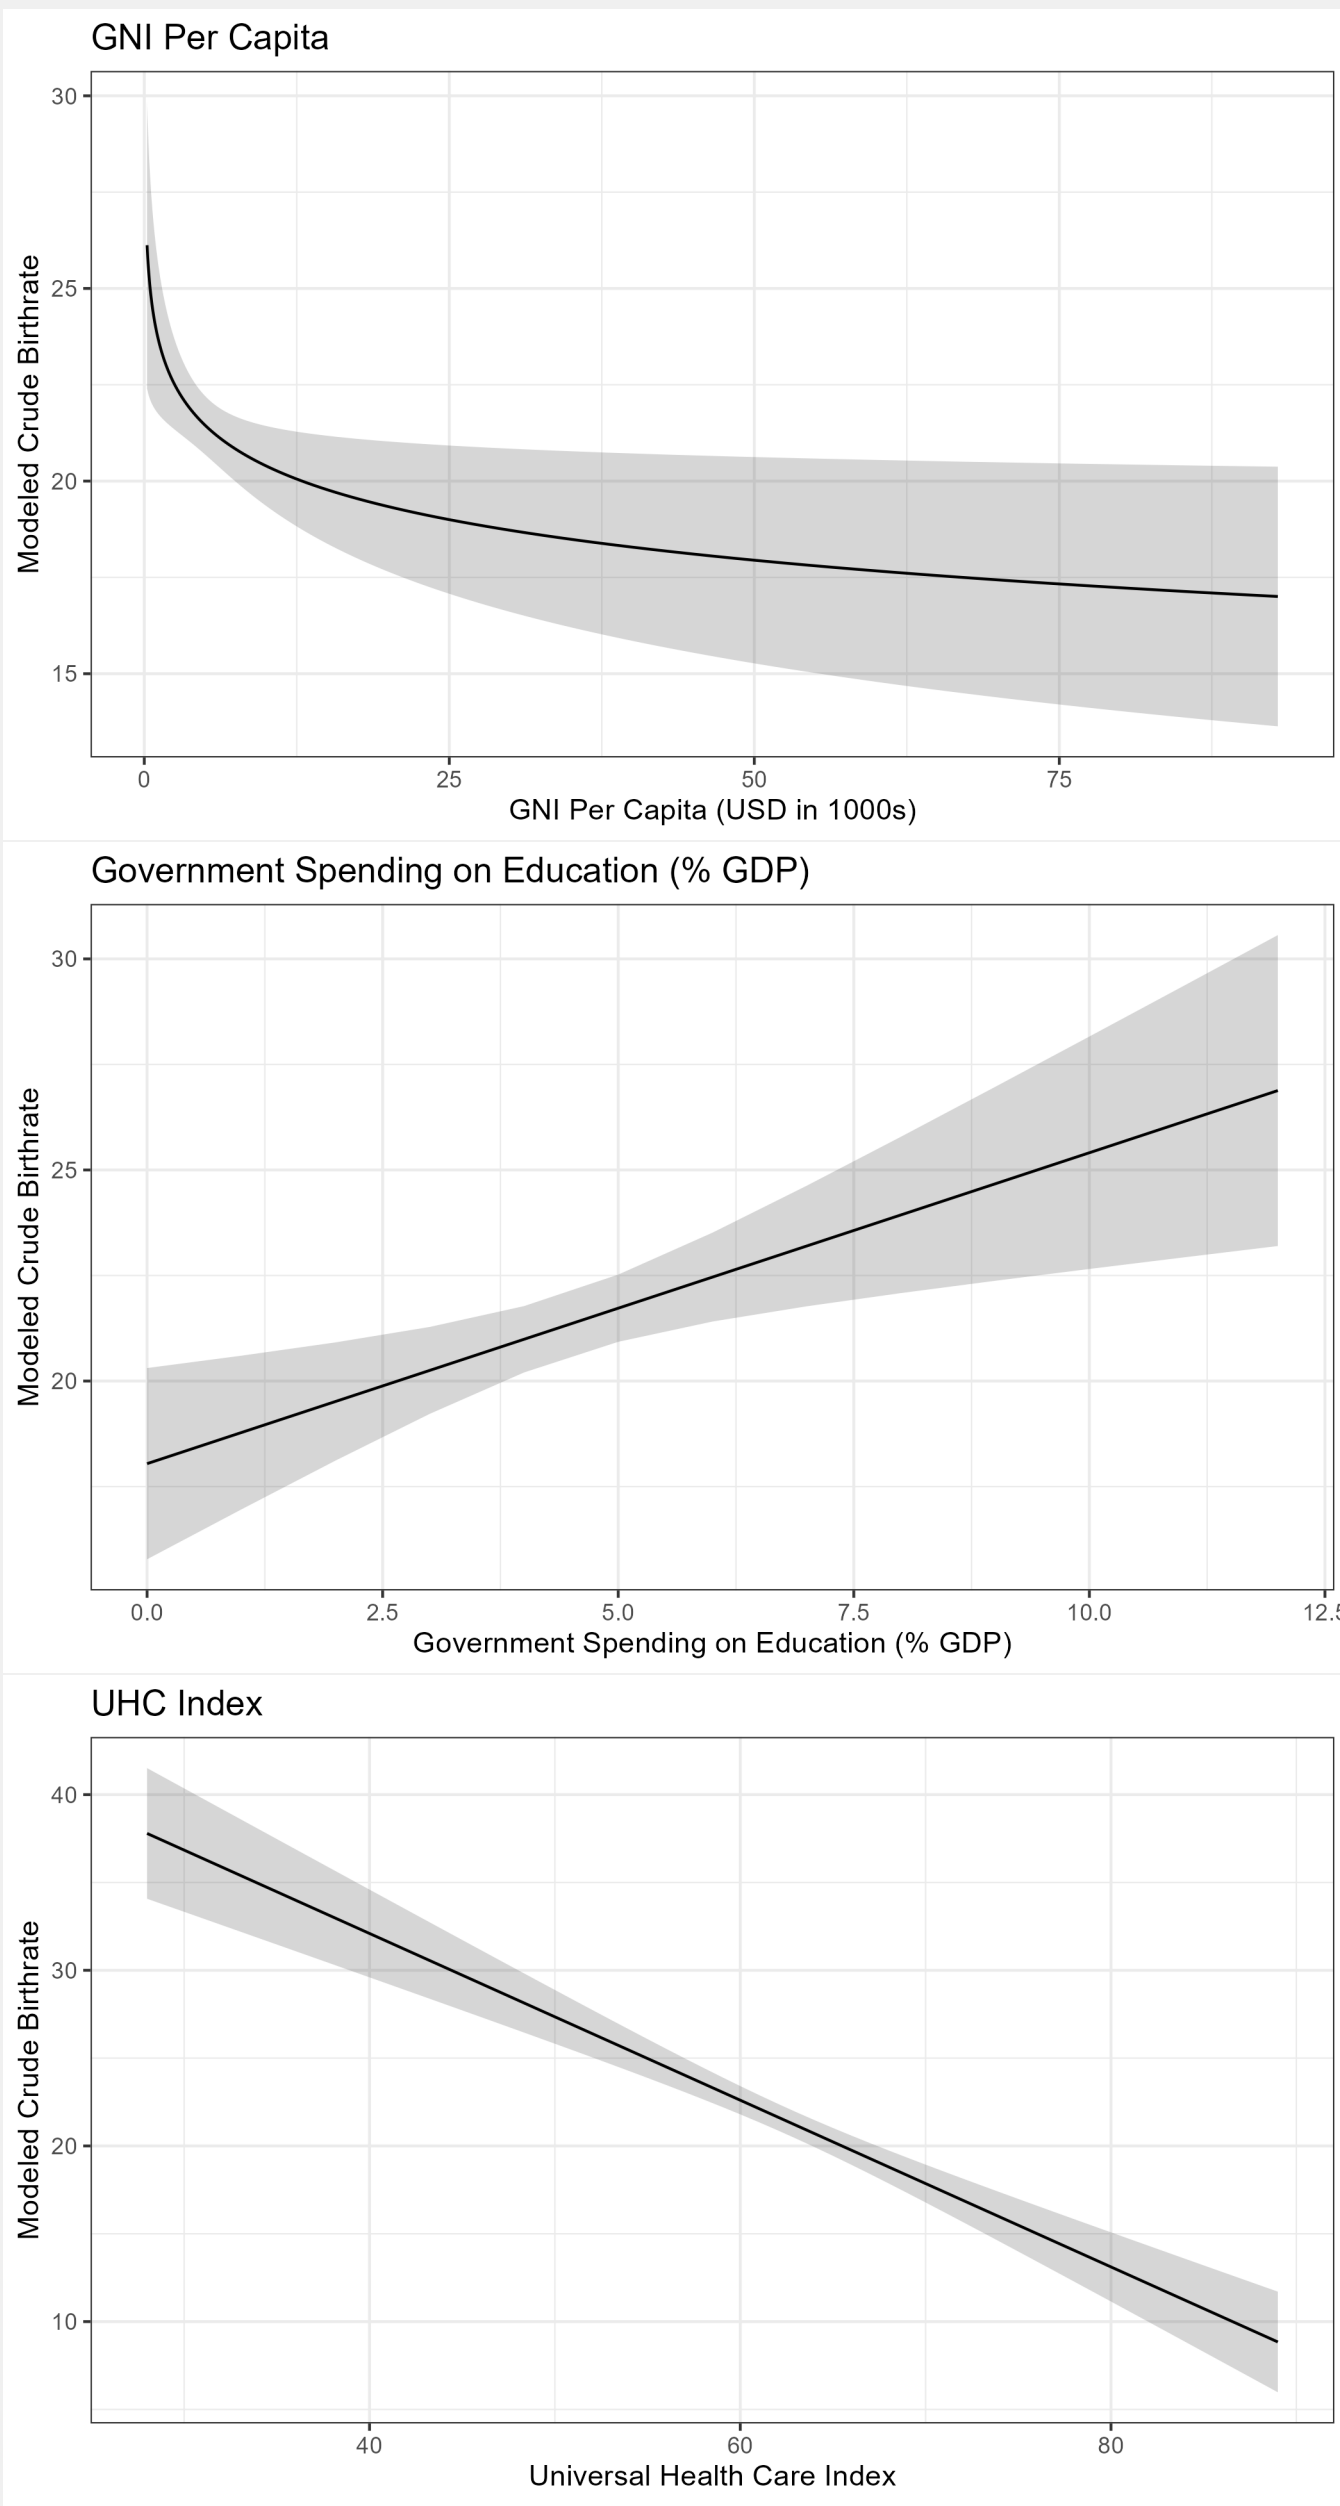 GNI Per Capita
30
25
20
15
Modeled Crude Birthrate
0 25 50 75
GNI Per Capita (USD in 1000s)
Government Spending on Education (% GDP)
30
25
20
Modeled Crude Birthrate
0.0 2.5 5.0 7.5 10.0 12.5
Government Spending on Education (% GDP)
UHC Index
40
30
20
10
Modeled Crude Birthrate
40 60 80
Universal Health Care Index